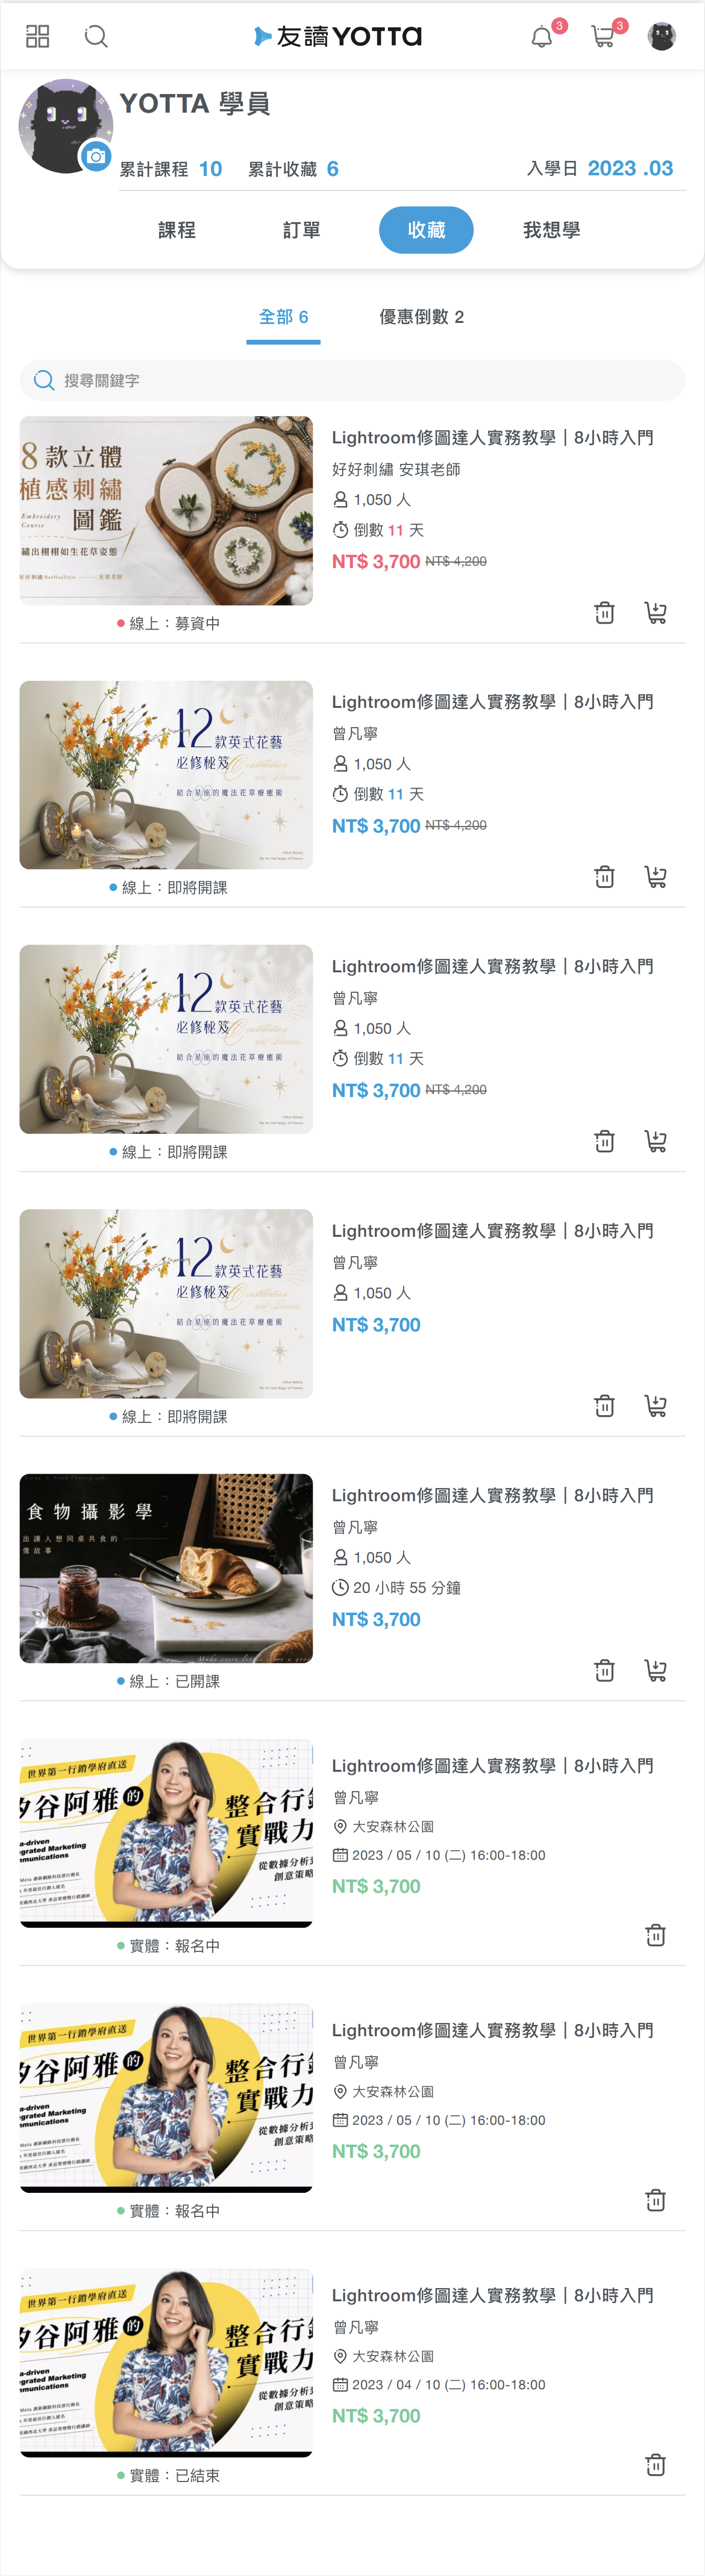 友讀YOTTA
3
3
YOTTA 學員
累計課程 10 累計收藏 6 入學日 2023 .03
課程 訂單 收藏 我想學
全部 6 優惠倒數 2
搜尋關鍵字
8款立體
植感刺繡
圖鑑
Embroidery
Course
繡出栩栩如生花草姿態
線上：募資中
Lightroom修圖達人實務教學｜8小時入門
好好刺繡 安琪老師
1,050 人
倒數 11 天
NT$ 3,700 NT$ 4,200
12款英式花藝
必修秘笈
結合星座的魔法花草療癒術
線上：即將開課
Lightroom修圖達人實務教學｜8小時入門
曾凡寧
1,050 人
倒數 11 天
NT$ 3,700 NT$ 4,200
12款英式花藝
必修秘笈
結合星座的魔法花草療癒術
線上：即將開課
Lightroom修圖達人實務教學｜8小時入門
曾凡寧
1,050 人
倒數 11 天
NT$ 3,700 NT$ 4,200
12款英式花藝
必修秘笈
結合星座的魔法花草療癒術
線上：即將開課
Lightroom修圖達人實務教學｜8小時入門
曾凡寧
1,050 人
NT$ 3,700
食物攝影學
出讓人想同桌共食的
像故事
線上：已開課
Lightroom修圖達人實務教學｜8小時入門
曾凡寧
1,050 人
20 小時 55 分鐘
NT$ 3,700
世界第一行銷學府直送
矽谷阿雅的
整合行銷
實戰力
a-driven
egrated Marketing
mmunications
從數據分析到
創意策略
實體：報名中
Lightroom修圖達人實務教學｜8小時入門
曾凡寧
大安森林公園
2023 / 05 / 10 (二) 16:00-18:00
NT$ 3,700
世界第一行銷學府直送
矽谷阿雅的
整合行銷
實戰力
a-driven
egrated Marketing
mmunications
從數據分析到
創意策略
實體：報名中
Lightroom修圖達人實務教學｜8小時入門
曾凡寧
大安森林公園
2023 / 05 / 10 (二) 16:00-18:00
NT$ 3,700
世界第一行銷學府直送
矽谷阿雅的
整合行銷
實戰力
a-driven
egrated Marketing
mmunications
從數據分析到
創意策略
實體：已結束
Lightroom修圖達人實務教學｜8小時入門
曾凡寧
大安森林公園
2023 / 04 / 10 (二) 16:00-18:00
NT$ 3,700